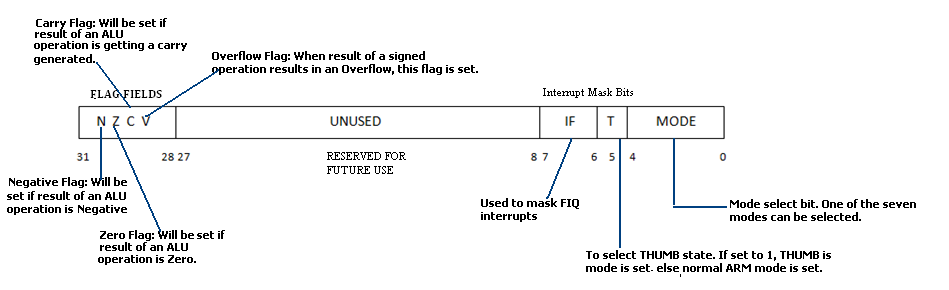 Carry Flag: Will be set if
result of an ALU
operation is getting a carry
generated.
Overflow Flag: When result of a signed
operation results in an Overflow, this flag is set.
FLAG FIELDS
Interrupt Mask Bits
N Z C V
UNUSED
IF
T
MODE
31
28
27
RESERVED FOR
FUTURE USE
8
7
6
5
4
0
Negative Flag: Will be
set if result of an ALU
operation is Negative
Zero Flag: Will be set if
result of an ALU
operation is Zero.
Used to mask FIQ
interrupts
Mode select bit. One of the seven
modes can be selected.
To select THUMB state. If set to 1, THUMB is
mode is set. else normal ARM mode is set.